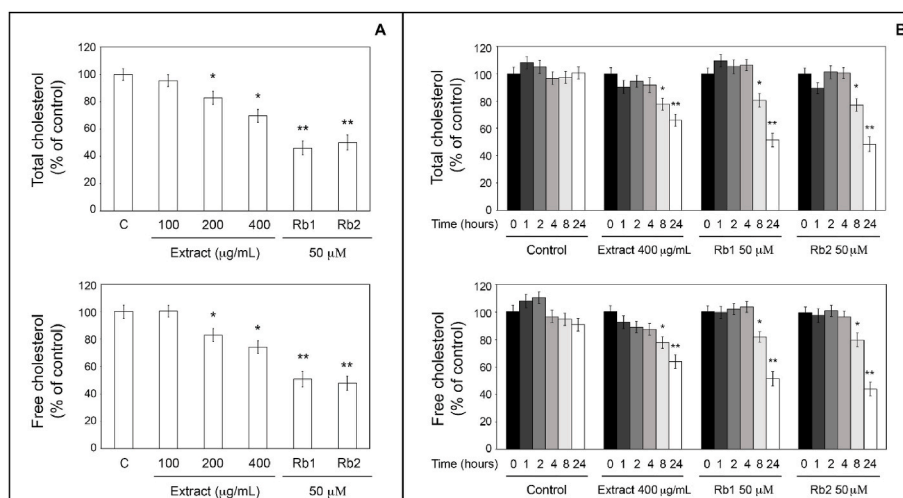 A
Total cholesterol
(% of control)
120
100
80
60
40
20
0
*
*
**
**
C 100 200 400 Rb1 Rb2
Extract (µg/mL) 50 µM
Free cholesterol
(% of control)
120
100
80
60
40
20
0
*
*
**
**
C 100 200 400 Rb1 Rb2
Extract (µg/mL) 50 µM
B
Total cholesterol
(% of control)
120
100
80
60
40
20
0
*
**
*
**
*
**
Time (hours) 0 1 2 4 8 24 0 1 2 4 8 24 0 1 2 4 8 24 0 1 2 4 8 24
Control Extract 400 µg/mL Rb1 50 µM Rb2 50 µM
Free cholesterol
(% of control)
120
100
80
60
40
20
0
*
**
*
**
*
**
Time (hours) 0 1 2 4 8 24 0 1 2 4 8 24 0 1 2 4 8 24 0 1 2 4 8 24
Control Extract 400 µg/mL Rb1 50 µM Rb2 50 µM